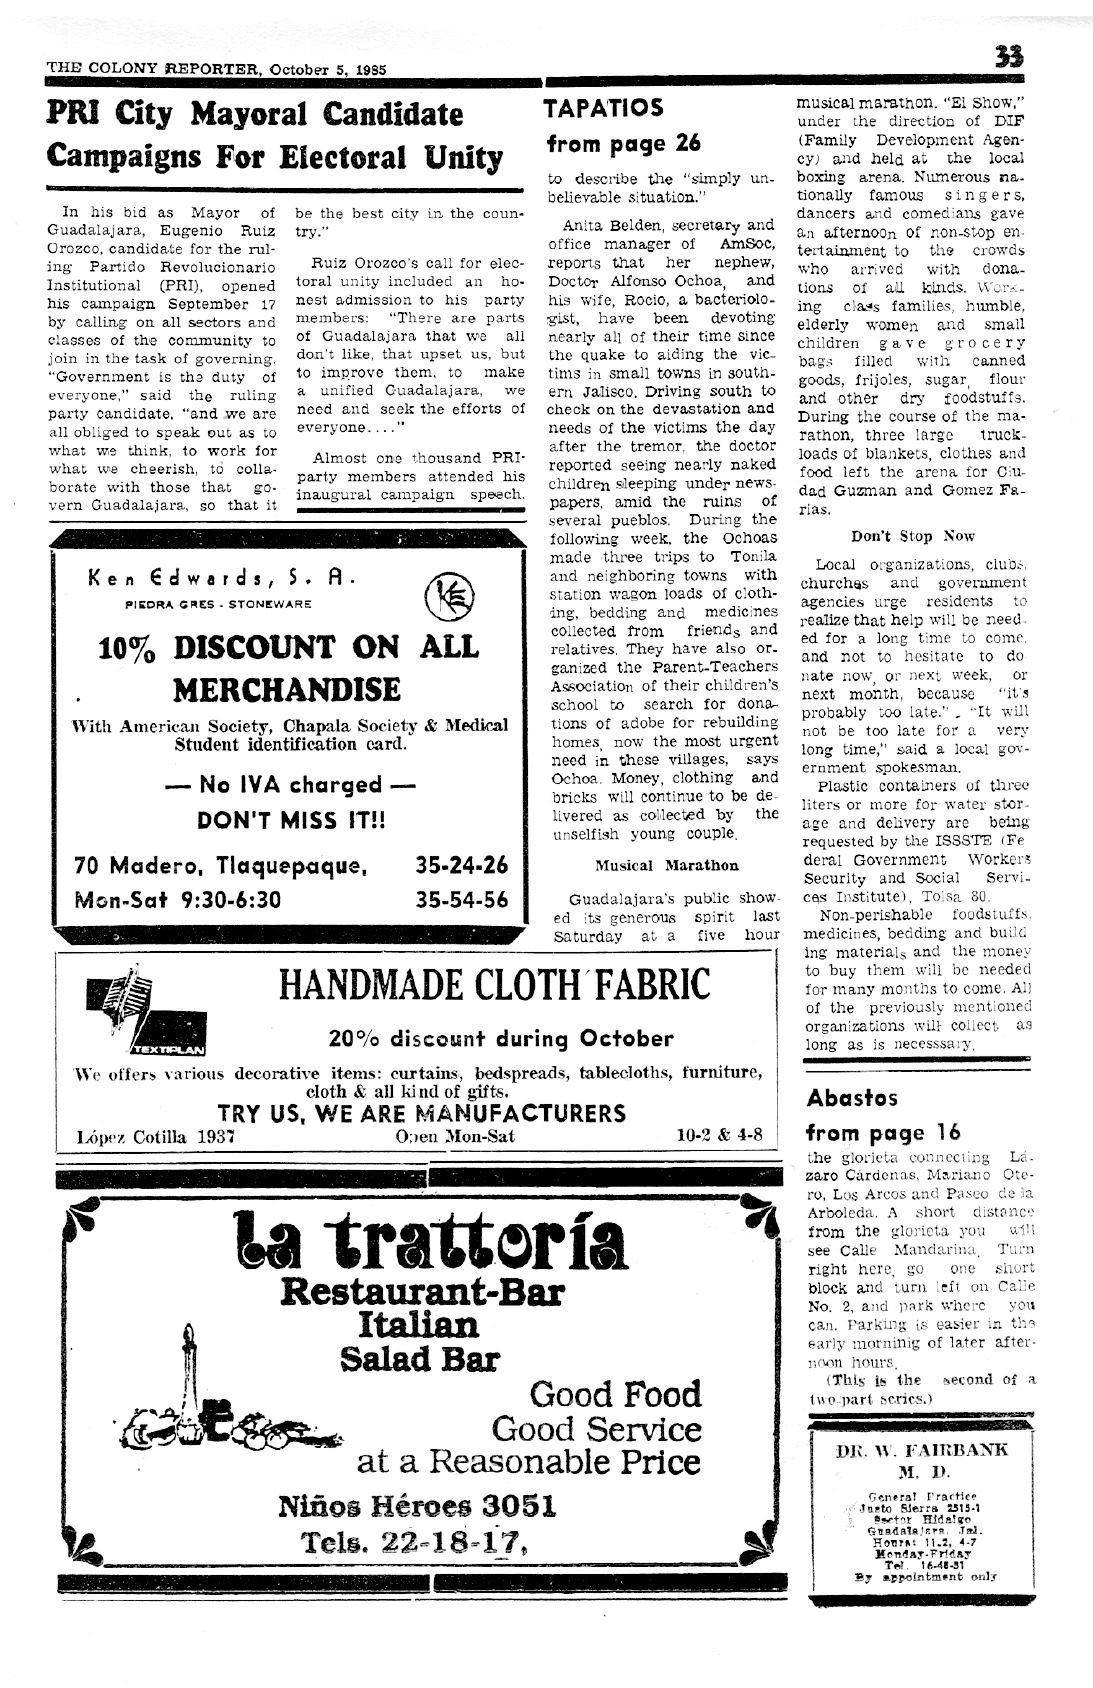 THE COLONY REPORTER, October 5, 1985
33
PRI City Mayoral Candidate
Campaigns For Electoral Unity
In his bid as Mayor of
Guadalajara, Eugenio Ruiz
Orozco, candidate for the rul-
ing Partido Revolucionario
Institutional (PRI), opened
his campaign September 17
by calling on all sectors and
classes of the community to
join in the task of governing.
"Government is the duty of
everyone," said the ruling
party candidate, "and we are
all obliged to speak out as to
what we think, to work for
what we cheerish, to colla-
borate with those that go-
vern Guadalajara, so that it
be the best city in the coun-
try."
Ruiz Orozco's call for elec-
toral unity included an ho-
nest admission to his party
members: "There are parts
of Guadalajara that we all
don't like, that upset us, but
to improve them, to make
a unified Guadalajara, we
need and seek the efforts of
everyone...."
Almost one thousand PRI-
party members attended his
inaugural campaign speech.
Ken Edwards, S. A.
PIEDRA GRES - STONEWARE
KE
10% DISCOUNT ON ALL
MERCHANDISE
With American Society, Chapala Society & Medical
Student identification card.
— No IVA charged —
DON'T MISS IT!!
70 Madero, Tlaquepaque, 35-24-26
Mon-Sat 9:30-6:30 35-54-56
TAPATIOS
from page 26
to describe the "simply un-
believable situation."
Anita Belden, secretary and
office manager of AmSoc,
reports that her nephew,
Doctor Alfonso Ochoa, and
his wife, Rocio, a bacteriolo-
gist, have been devoting
nearly all of their time since
the quake to aiding the vic-
tims in small towns in south-
ern Jalisco. Driving south to
check on the devastation and
needs of the victims the day
after the tremor, the doctor
reported seeing nearly naked
children sleeping under news-
papers, amid the ruins of
several pueblos. During the
following week, the Ochoas
made three trips to Tonila
and neighboring towns with
station wagon loads of cloth-
ing, bedding and medicines
collected from friends and
relatives. They have also or-
ganized the Parent-Teachers
Association of their children's
school to search for dona-
tions of adobe for rebuilding
homes, now the most urgent
need in these villages, says
Ochoa. Money, clothing and
bricks will continue to be de-
livered as collected by the
unselfish young couple.
Musical Marathon
Guadalajara's public show-
ed its generous spirit last
Saturday at a five hour
musical marathon. "El Show,"
under the direction of DIF
(Family Development Agen-
cy) and held at the local
boxing arena. Numerous na-
tionally famous singers,
dancers and comedians gave
an afternoon of non-stop en-
tertainment to the crowds
who arrived with dona-
tions of all kinds. Work-
ing class families, humble,
elderly women and small
children gave grocery
bags filled with canned
goods, frijoles, sugar, flour
and other dry foodstuffs.
During the course of the ma-
rathon, three large truck-
loads of blankets, clothes and
food left the arena for Ciu-
dad Guzman and Gomez Fa-
rias.
Don't Stop Now
Local organizations, clubs,
churches and government
agencies urge residents to
realize that help will be need-
ed for a long time to come,
and not to hesitate to do
nate now, or next week, or
next month, because "it's
probably too late." . "It will
not be too late for a very
long time," said a local gov-
ernment spokesman.
Plastic containers of three
liters or more for water stor-
age and delivery are being
requested by the ISSSTE (Fe
deral Government Workers
Security and Social Servi-
ces Institute), Tolsa 80.
Non-perishable foodstuffs,
medicines, bedding and build
ing materials and the money
to buy them will be needed
for many months to come. All
of the previously mentioned
organizations will collect as
long as is necesssary.
HANDMADE CLOTH FABRIC
20% discount during October
TEXTIPLAN
We offers various decorative items: curtains, bedspreads, tablecloths, furniture,
cloth & all kind of gifts.
TRY US, WE ARE MANUFACTURERS
López Cotilla 1937 Open Mon-Sat 10-2 & 4-8
La trattoría
Restaurant-Bar
Italian
Salad Bar
Good Food
Good Service
at a Reasonable Price
Niños Héroes 3051
Tels. 22-18-17,
Abastos
from page 16
the glorieta connecting Lá-
zaro Cárdenas, Mariano Ote-
ro, Los Arcos and Paseo de la
Arboleda. A short distance
from the glorieta you will
see Calle Mandarina. Turn
right here, go one short
block and turn left on Calle
No. 2, and park where you
can. Parking is easier in the
early morninig of later after-
noon hours.
(This is the second of a
two-part series.)
DR. W. FAIRBANK
M. D.
General Practice
Justo Sierra 2515-1
Sector Hidalgo
Guadalajara, Jal.
Hours: 11-2, 4-7
Monday-Friday
Tel. 16-48-51
By appointment only